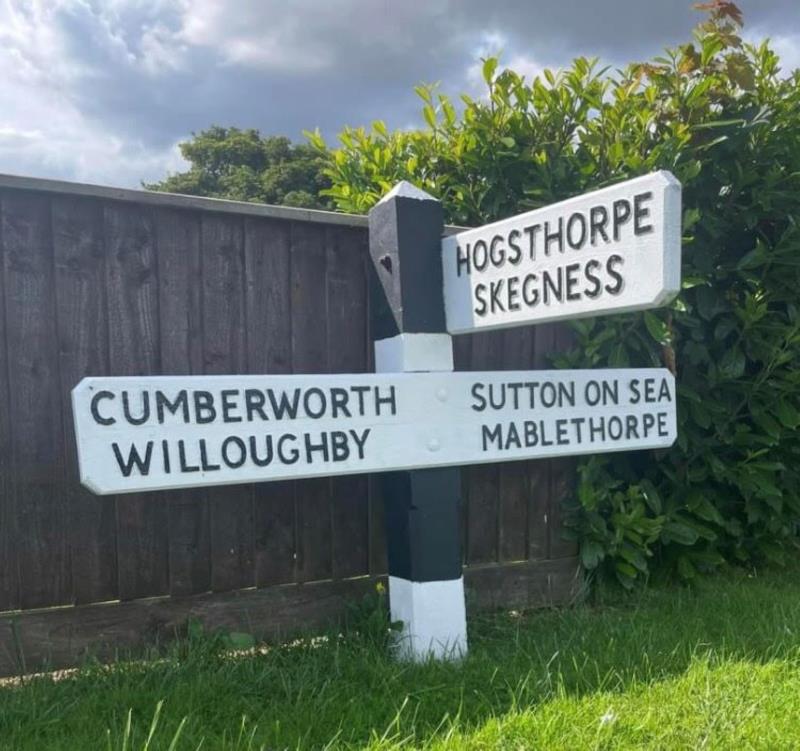 HOGSTHORPE
SKEGNESS
CUMBERWORTH
WILLOUGHBY
SUTTON ON SEA
MABLETHORPE